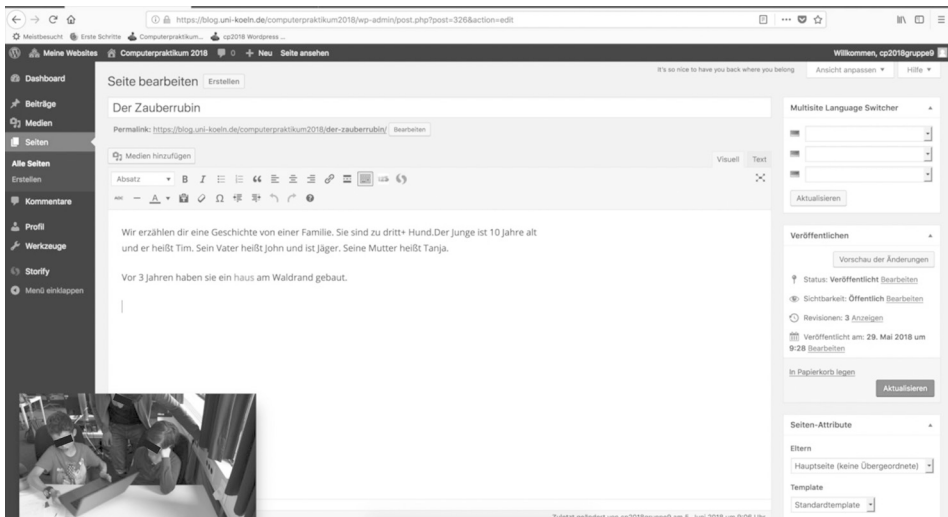 https://blog.uni-koeln.de/computerpraktikum2018/wp-admin/post.php?post=326&action=edit
Meistbesucht Erste Schritte Computerpraktikum... cp2018 Wordpress ...
Meine Websites Computerpraktikum 2018 0 + Neu Seite ansehen Willkommen, cp2018gruppe9
It's so nice to have you back where you belong Ansicht anpassen Hilfe
Dashboard
Beiträge
Medien
Seiten
Alle Seiten
Erstellen
Kommentare
Profil
Werkzeuge
Storify
Menü einklappen
Seite bearbeiten Erstellen
Der Zauberrubin
Permalink: https://blog.uni-koeln.de/computerpraktikum2018/der-zauberrubin/ Bearbeiten
Medien hinzufügen Visuell Text
Absatz B I
ABC A Ω
Wir erzählen dir eine Geschichte von einer Familie. Sie sind zu dritt+ Hund.Der Junge ist 10 Jahre alt
und er heißt Tim. Sein Vater heißt John und ist Jäger. Seine Mutter heißt Tanja.
Vor 3 Jahren haben sie ein haus am Waldrand gebaut.
Multisite Language Switcher
Aktualisieren
Veröffentlichen
Vorschau der Änderungen
Status: Veröffentlicht Bearbeiten
Sichtbarkeit: Öffentlich Bearbeiten
Revisionen: 3 Anzeigen
Veröffentlicht am: 29. Mai 2018 um
9:28 Bearbeiten
In Papierkorb legen
Aktualisieren
Seiten-Attribute
Eltern
Hauptseite (keine Übergeordnete)
Template
Standardtemplate